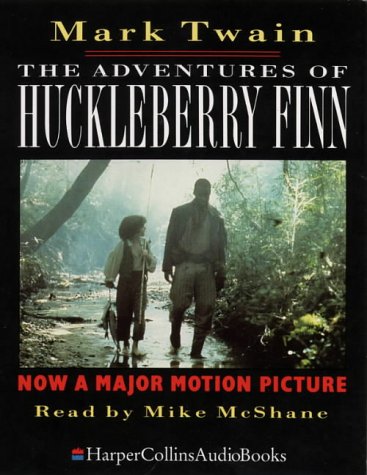 Mark Twain
THE ADVENTURES OF
HUCKLEBERRY FINN
NOW A MAJOR MOTION PICTURE
Read by Mike McShane
HarperCollinsAudioBooks